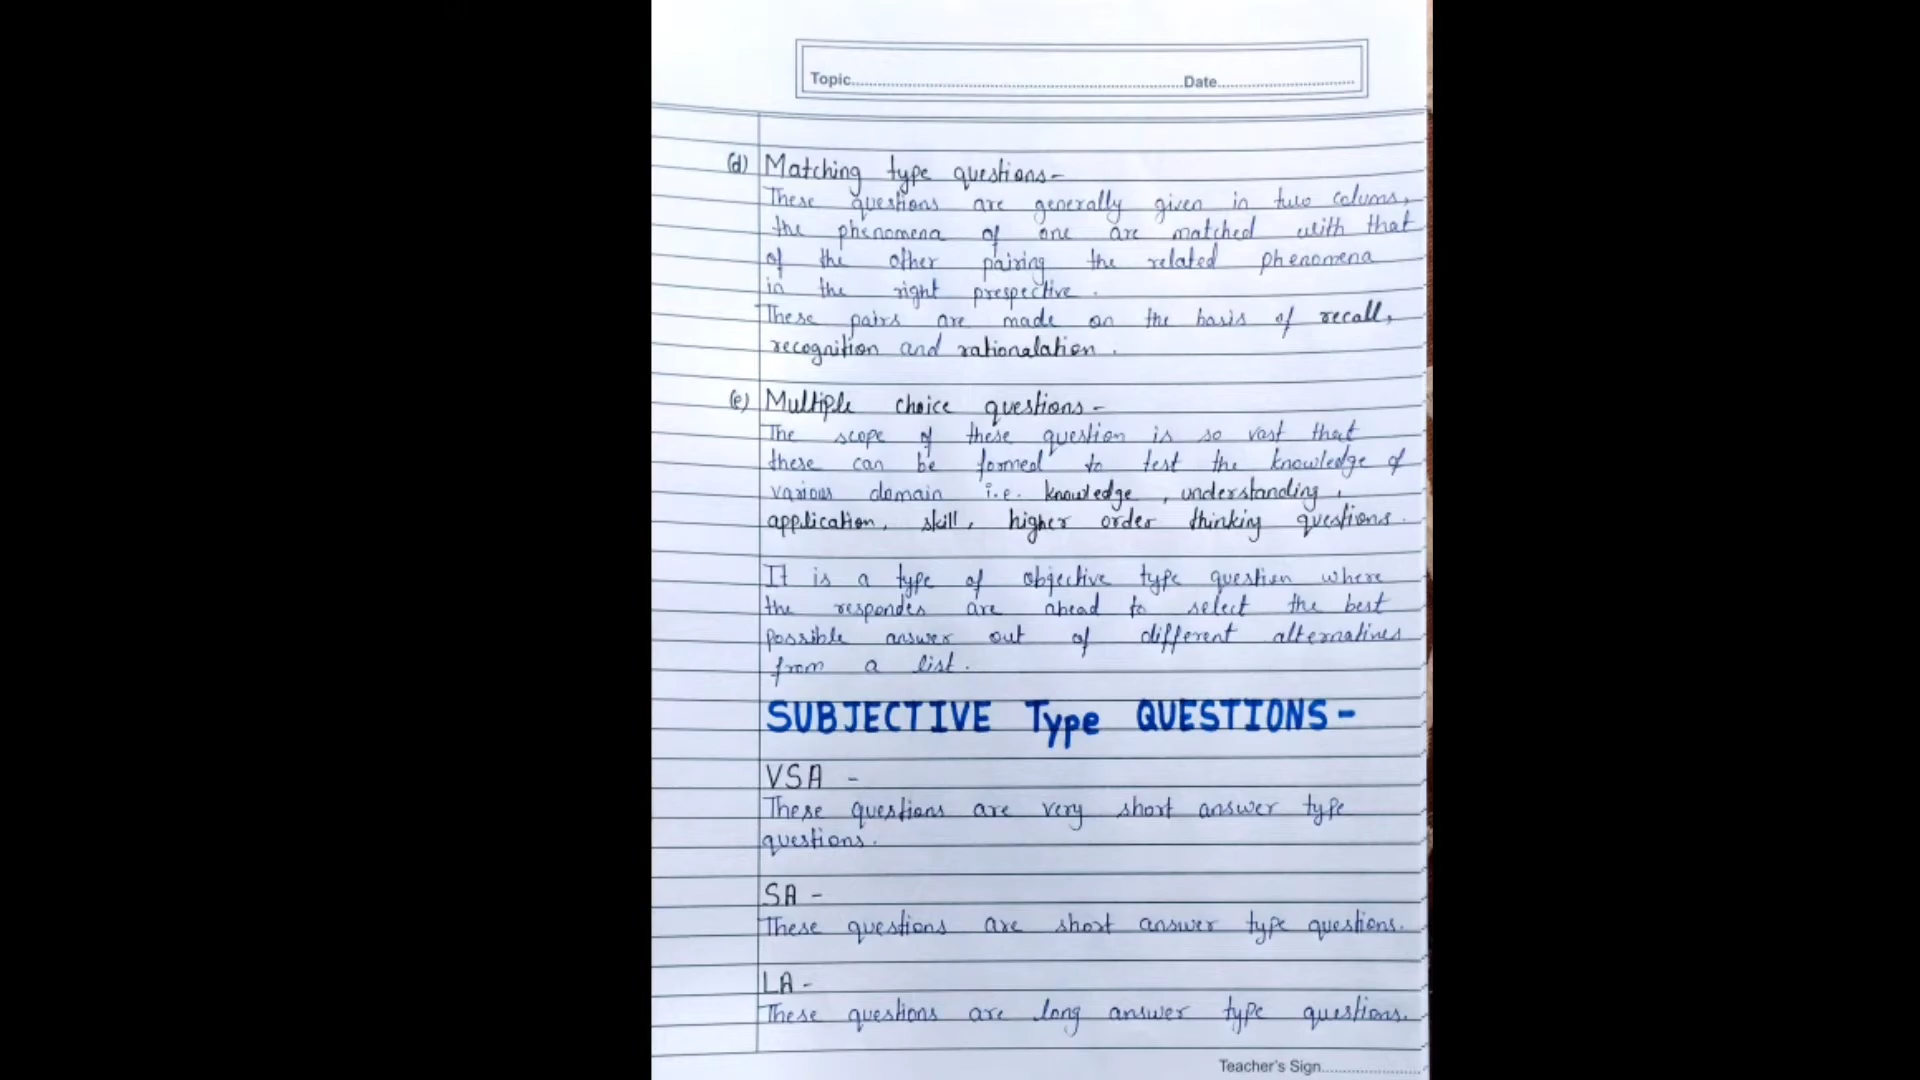 Topic................................Date................
(d) Matching type questions-
These questions are generally given in two colums,
the phenomena of one are matched with that
of the other pairing the related phenomena
in the right prespective.
These pairs are made on the basis of recall,
recognition and rationalation.
(e) Multiple choice questions-
The scope of these question is so vast that
these can be formed to test the knowledge of
various domain i.e. knowledge, understanding,
application, skill, higher order thinking questions.
It is a type of objective type question where
the respondes are ahead to select the best
possible answer out of different alternatives
from a list.
SUBJECTIVE Type QUESTIONS-
VSA -
These questions are very short answer type
questions.
SA -
These questions are short answer type questions.
LA -
These questions are long answer type questions.
Teacher's Sign................